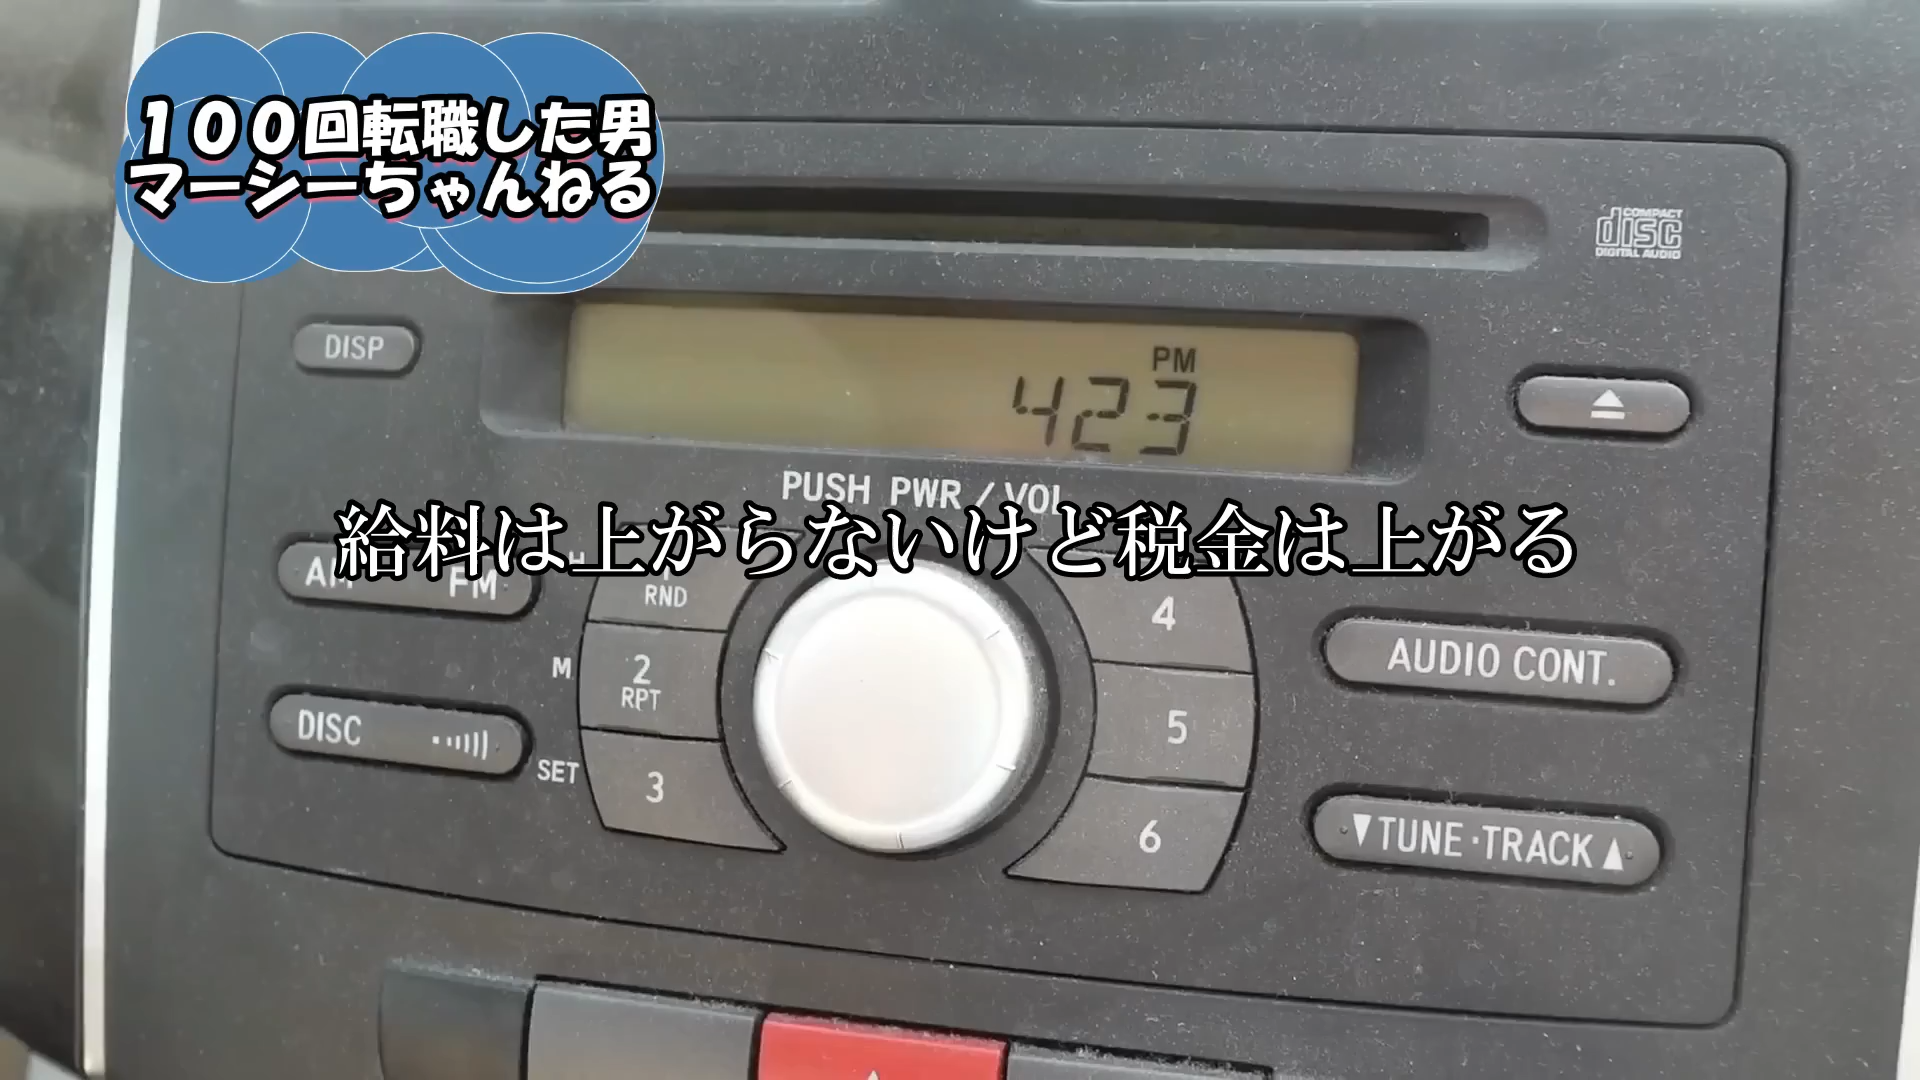 １００回転職した男
マーシーちゃんねる
COMPACT
disc
DIGITAL AUDIO
DISP
PM
423
PUSH PWR / VOL
給料は上がらないけど税金は上がる
AM FM
RND
4
M
2
RPT
5
AUDIO CONT.
DISC
SET
3
6
▼TUNE・TRACK▲